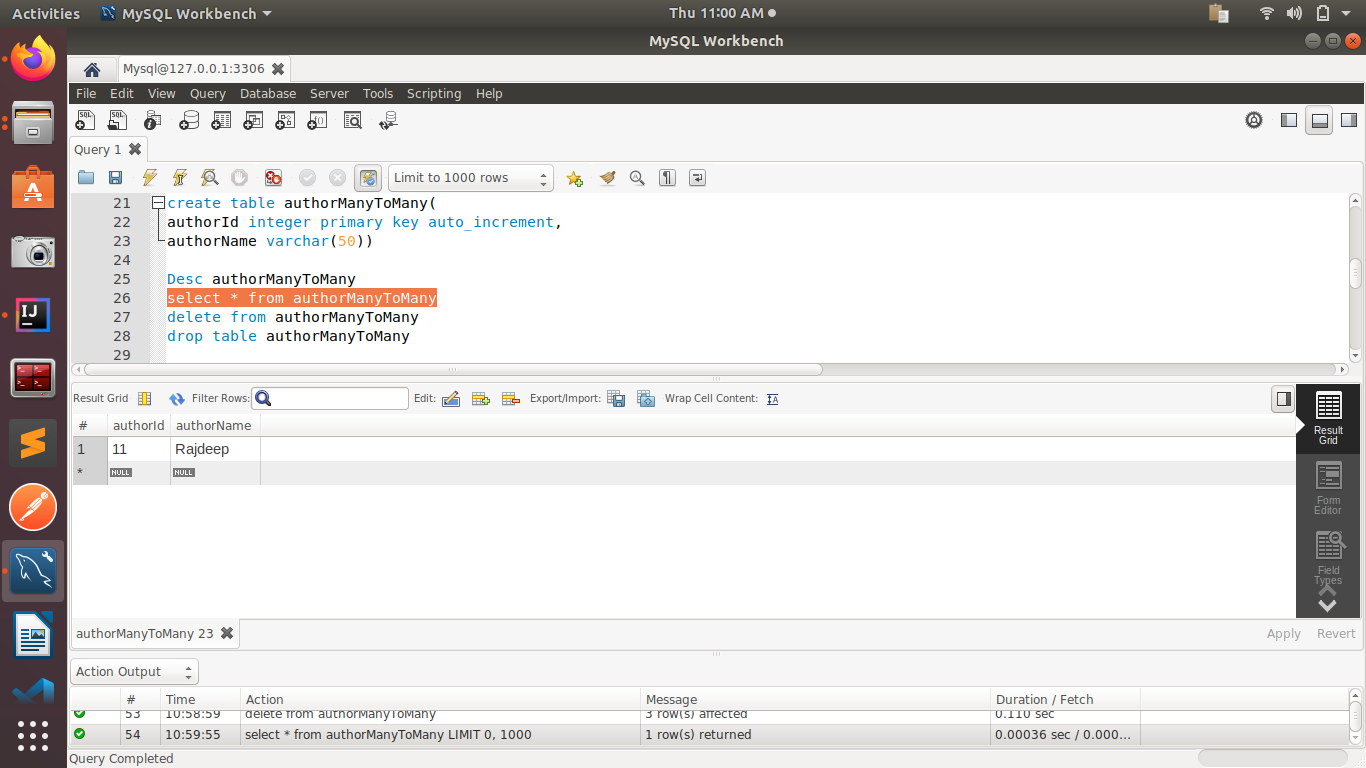 Activities MySQL Workbench Thu 11:00 AM
MySQL Workbench
Mysql@127.0.0.1:3306
File Edit View Query Database Server Tools Scripting Help
Query 1
Limit to 1000 rows
21 create table authorManyToMany(
22 authorId integer primary key auto_increment,
23 authorName varchar(50))
24
25 Desc authorManyToMany
26 select * from authorManyToMany
27 delete from authorManyToMany
28 drop table authorManyToMany
29
Result Grid Filter Rows: Edit: Export/Import: Wrap Cell Content:
# authorId authorName
1 11 Rajdeep
* NULL NULL
Result
Grid
Form
Editor
Field
Types
authorManyToMany 23 Apply Revert
Action Output
# Time Action Message Duration / Fetch
53 10:58:59 delete from authorManyToMany 3 row(s) affected 0.110 sec
54 10:59:55 select * from authorManyToMany LIMIT 0, 1000 1 row(s) returned 0.00036 sec / 0.000...
Query Completed